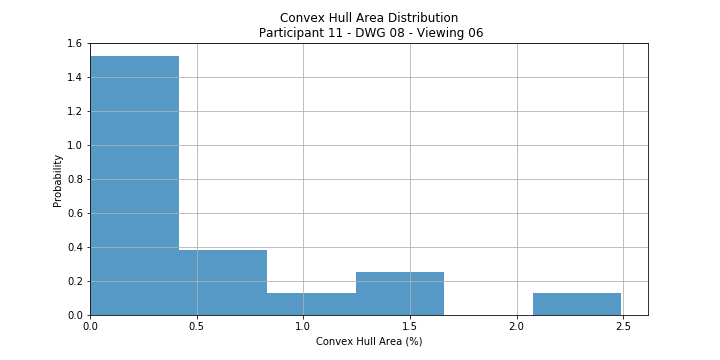 Convex Hull Area Distribution
Participant 11 - DWG 08 - Viewing 06
1.6
1.4
1.2
1.0
0.8
0.6
0.4
0.2
0.0
Probability
0.0 0.5 1.0 1.5 2.0 2.5
Convex Hull Area (%)